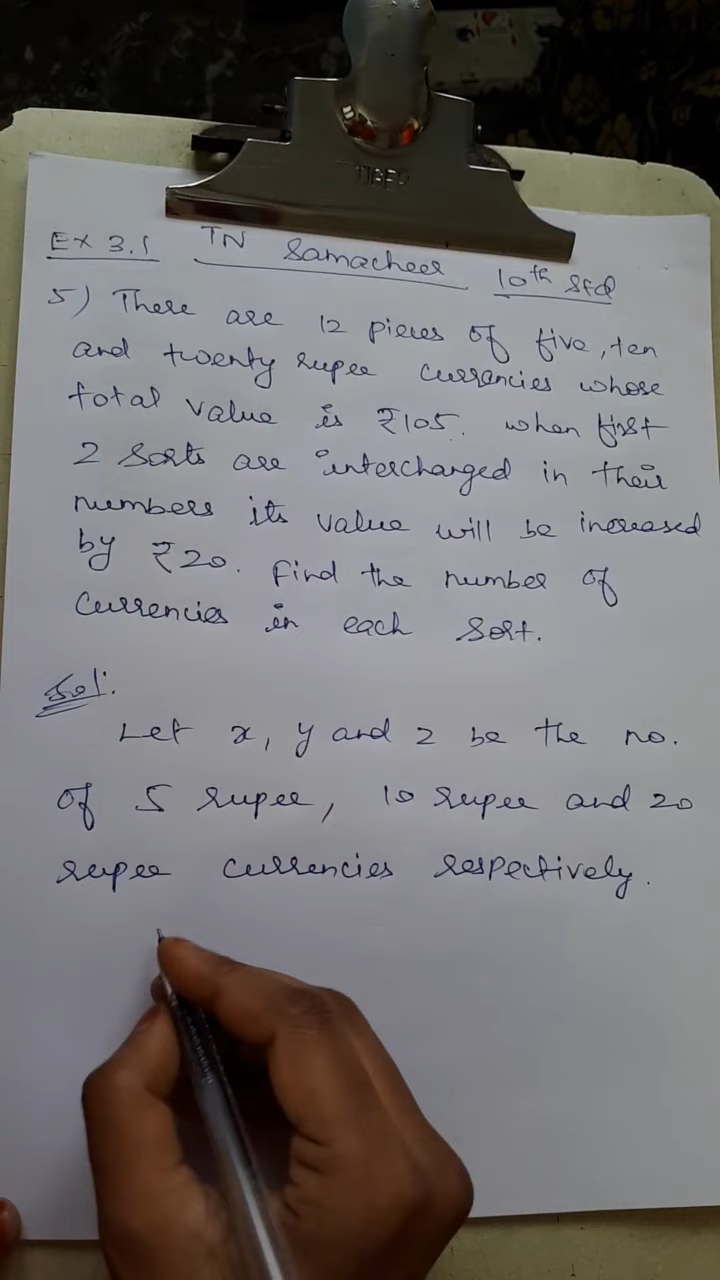 TIGER
Ex 3.1 TN Samacheer 10th Std
5) There are 12 pieces of five, ten
and twenty rupee currencies whose
total value is ₹105. when first
2 sorts are interchanged in their
numbers its value will be increased
by ₹20. Find the number of
currencies in each sort.
Sol:
Let x, y and z be the no.
of 5 rupee, 10 rupee and 20
rupee currencies respectively.